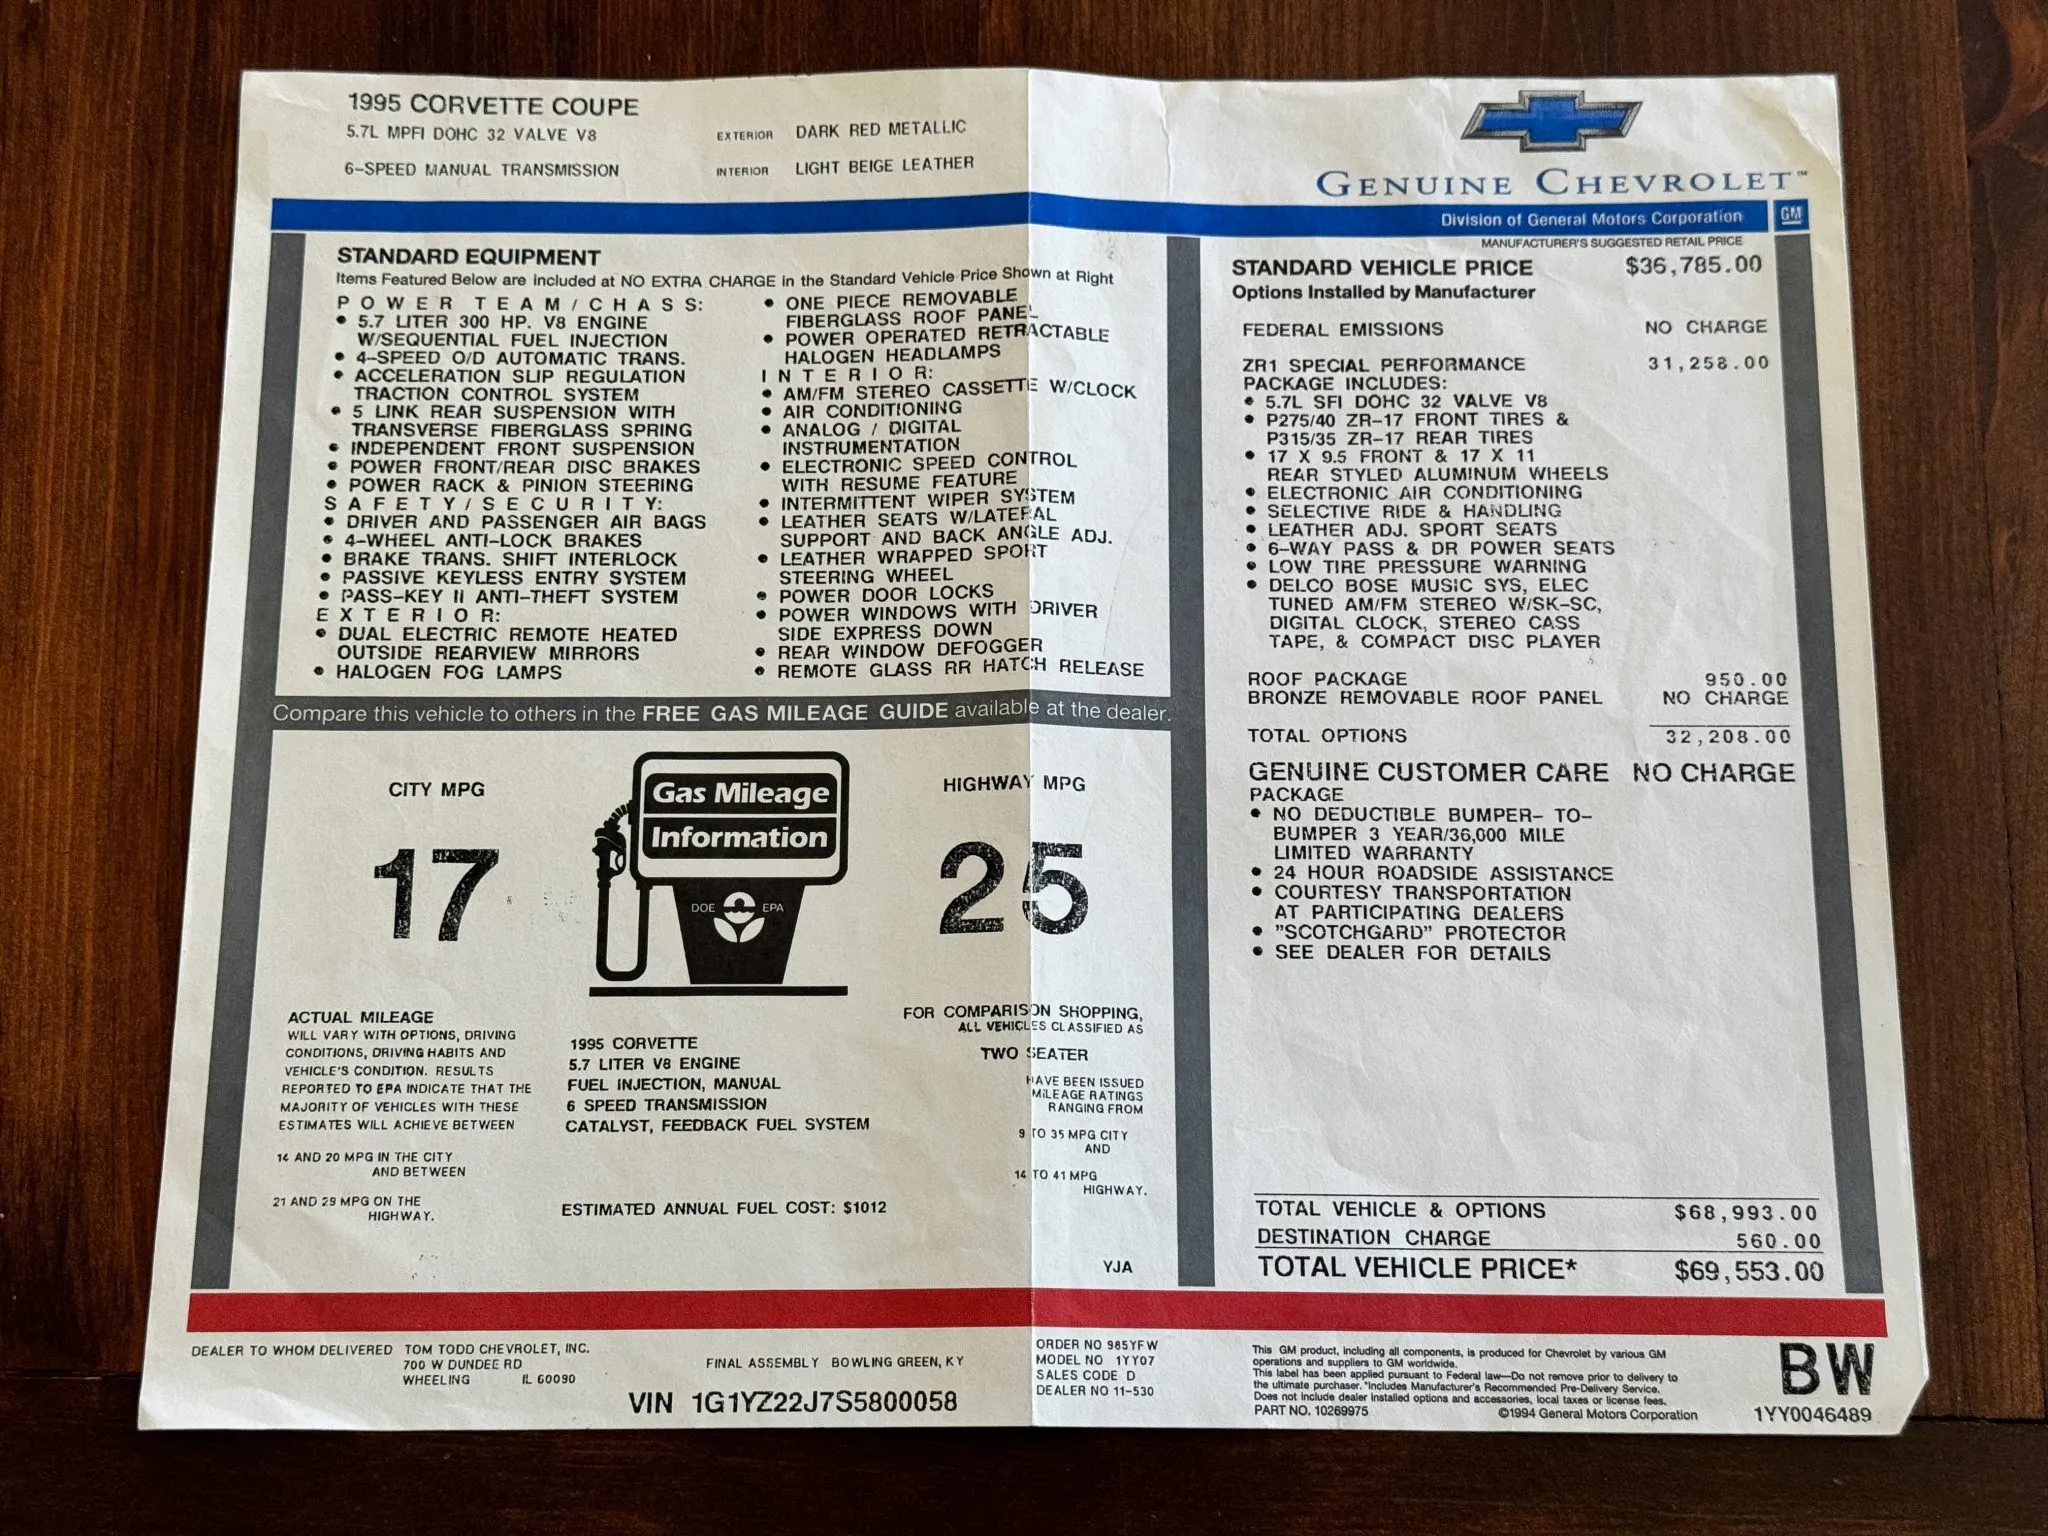 1995 CORVETTE COUPE
5.7L MPFI DOHC 32 VALVE V8
6-SPEED MANUAL TRANSMISSION
EXTERIOR DARK RED METALLIC
INTERIOR LIGHT BEIGE LEATHER
GENUINE CHEVROLET™
Division of General Motors Corporation GM
STANDARD EQUIPMENT
Items Featured Below are included at NO EXTRA CHARGE in the Standard Vehicle Price Shown at Right
POWER TEAM/CHASS:
• 5.7 LITER 300 HP. V8 ENGINE
W/SEQUENTIAL FUEL INJECTION
• 4-SPEED O/D AUTOMATIC TRANS.
• ACCELERATION SLIP REGULATION
TRACTION CONTROL SYSTEM
• 5 LINK REAR SUSPENSION WITH
TRANSVERSE FIBERGLASS SPRING
• INDEPENDENT FRONT SUSPENSION
• POWER FRONT/REAR DISC BRAKES
• POWER RACK & PINION STEERING
SAFETY/SECURITY:
• DRIVER AND PASSENGER AIR BAGS
• 4-WHEEL ANTI-LOCK BRAKES
• BRAKE TRANS. SHIFT INTERLOCK
• PASSIVE KEYLESS ENTRY SYSTEM
• PASS-KEY II ANTI-THEFT SYSTEM
EXTERIOR:
• DUAL ELECTRIC REMOTE HEATED
OUTSIDE REARVIEW MIRRORS
• HALOGEN FOG LAMPS
• ONE PIECE REMOVABLE
FIBERGLASS ROOF PANEL
• POWER OPERATED RETRACTABLE
HALOGEN HEADLAMPS
INTERIOR:
• AM/FM STEREO CASSETTE W/CLOCK
• AIR CONDITIONING
• ANALOG / DIGITAL
INSTRUMENTATION
• ELECTRONIC SPEED CONTROL
WITH RESUME FEATURE
• INTERMITTENT WIPER SYSTEM
• LEATHER SEATS W/LATERAL
SUPPORT AND BACK ANGLE ADJ.
• LEATHER WRAPPED SPORT
STEERING WHEEL
• POWER DOOR LOCKS
• POWER WINDOWS WITH DRIVER
SIDE EXPRESS DOWN
• REAR WINDOW DEFOGGER
• REMOTE GLASS RR HATCH RELEASE
Compare this vehicle to others in the FREE GAS MILEAGE GUIDE available at the dealer.
CITY MPG
17
Gas Mileage
Information
DOE EPA
HIGHWAY MPG
25
ACTUAL MILEAGE
WILL VARY WITH OPTIONS, DRIVING
CONDITIONS, DRIVING HABITS AND
VEHICLE'S CONDITION. RESULTS
REPORTED TO EPA INDICATE THAT THE
MAJORITY OF VEHICLES WITH THESE
ESTIMATES WILL ACHIEVE BETWEEN
14 AND 20 MPG IN THE CITY
AND BETWEEN
21 AND 29 MPG ON THE
HIGHWAY.
1995 CORVETTE
5.7 LITER V8 ENGINE
FUEL INJECTION, MANUAL
6 SPEED TRANSMISSION
CATALYST, FEEDBACK FUEL SYSTEM
ESTIMATED ANNUAL FUEL COST: $1012
FOR COMPARISON SHOPPING,
ALL VEHICLES CLASSIFIED AS
TWO SEATER
HAVE BEEN ISSUED
MILEAGE RATINGS
RANGING FROM
9 TO 35 MPG CITY
AND
14 TO 41 MPG
HIGHWAY.
YJA
MANUFACTURER'S SUGGESTED RETAIL PRICE
STANDARD VEHICLE PRICE $36,785.00
Options Installed by Manufacturer
FEDERAL EMISSIONS NO CHARGE
ZR1 SPECIAL PERFORMANCE 31,258.00
PACKAGE INCLUDES:
• 5.7L SFI DOHC 32 VALVE V8
• P275/40 ZR-17 FRONT TIRES &
P315/35 ZR-17 REAR TIRES
• 17 X 9.5 FRONT & 17 X 11
REAR STYLED ALUMINUM WHEELS
• ELECTRONIC AIR CONDITIONING
• SELECTIVE RIDE & HANDLING
• LEATHER ADJ. SPORT SEATS
• 6-WAY PASS & DR POWER SEATS
• LOW TIRE PRESSURE WARNING
• DELCO BOSE MUSIC SYS, ELEC
TUNED AM/FM STEREO W/SK-SC,
DIGITAL CLOCK, STEREO CASS
TAPE, & COMPACT DISC PLAYER
ROOF PACKAGE 950.00
BRONZE REMOVABLE ROOF PANEL NO CHARGE
TOTAL OPTIONS 32,208.00
GENUINE CUSTOMER CARE NO CHARGE
PACKAGE
• NO DEDUCTIBLE BUMPER- TO-
BUMPER 3 YEAR/36,000 MILE
LIMITED WARRANTY
• 24 HOUR ROADSIDE ASSISTANCE
• COURTESY TRANSPORTATION
AT PARTICIPATING DEALERS
• "SCOTCHGARD" PROTECTOR
• SEE DEALER FOR DETAILS
TOTAL VEHICLE & OPTIONS $68,993.00
DESTINATION CHARGE 560.00
TOTAL VEHICLE PRICE* $69,553.00
DEALER TO WHOM DELIVERED TOM TODD CHEVROLET, INC.
700 W DUNDEE RD
WHEELING IL 60090
FINAL ASSEMBLY BOWLING GREEN, KY
VIN 1G1YZ22J7S5800058
ORDER NO 985YFW
MODEL NO 1YY07
SALES CODE D
DEALER NO 11-530
This GM product, including all components, is produced for Chevrolet by various GM
operations and suppliers to GM worldwide.
This label has been applied pursuant to Federal law—Do not remove prior to delivery to
the ultimate purchaser. *Includes Manufacturer's Recommended Pre-Delivery Service.
Does not include dealer installed options and accessories, local taxes or license fees.
PART NO. 10269975 ©1994 General Motors Corporation
BW
1YY0046489